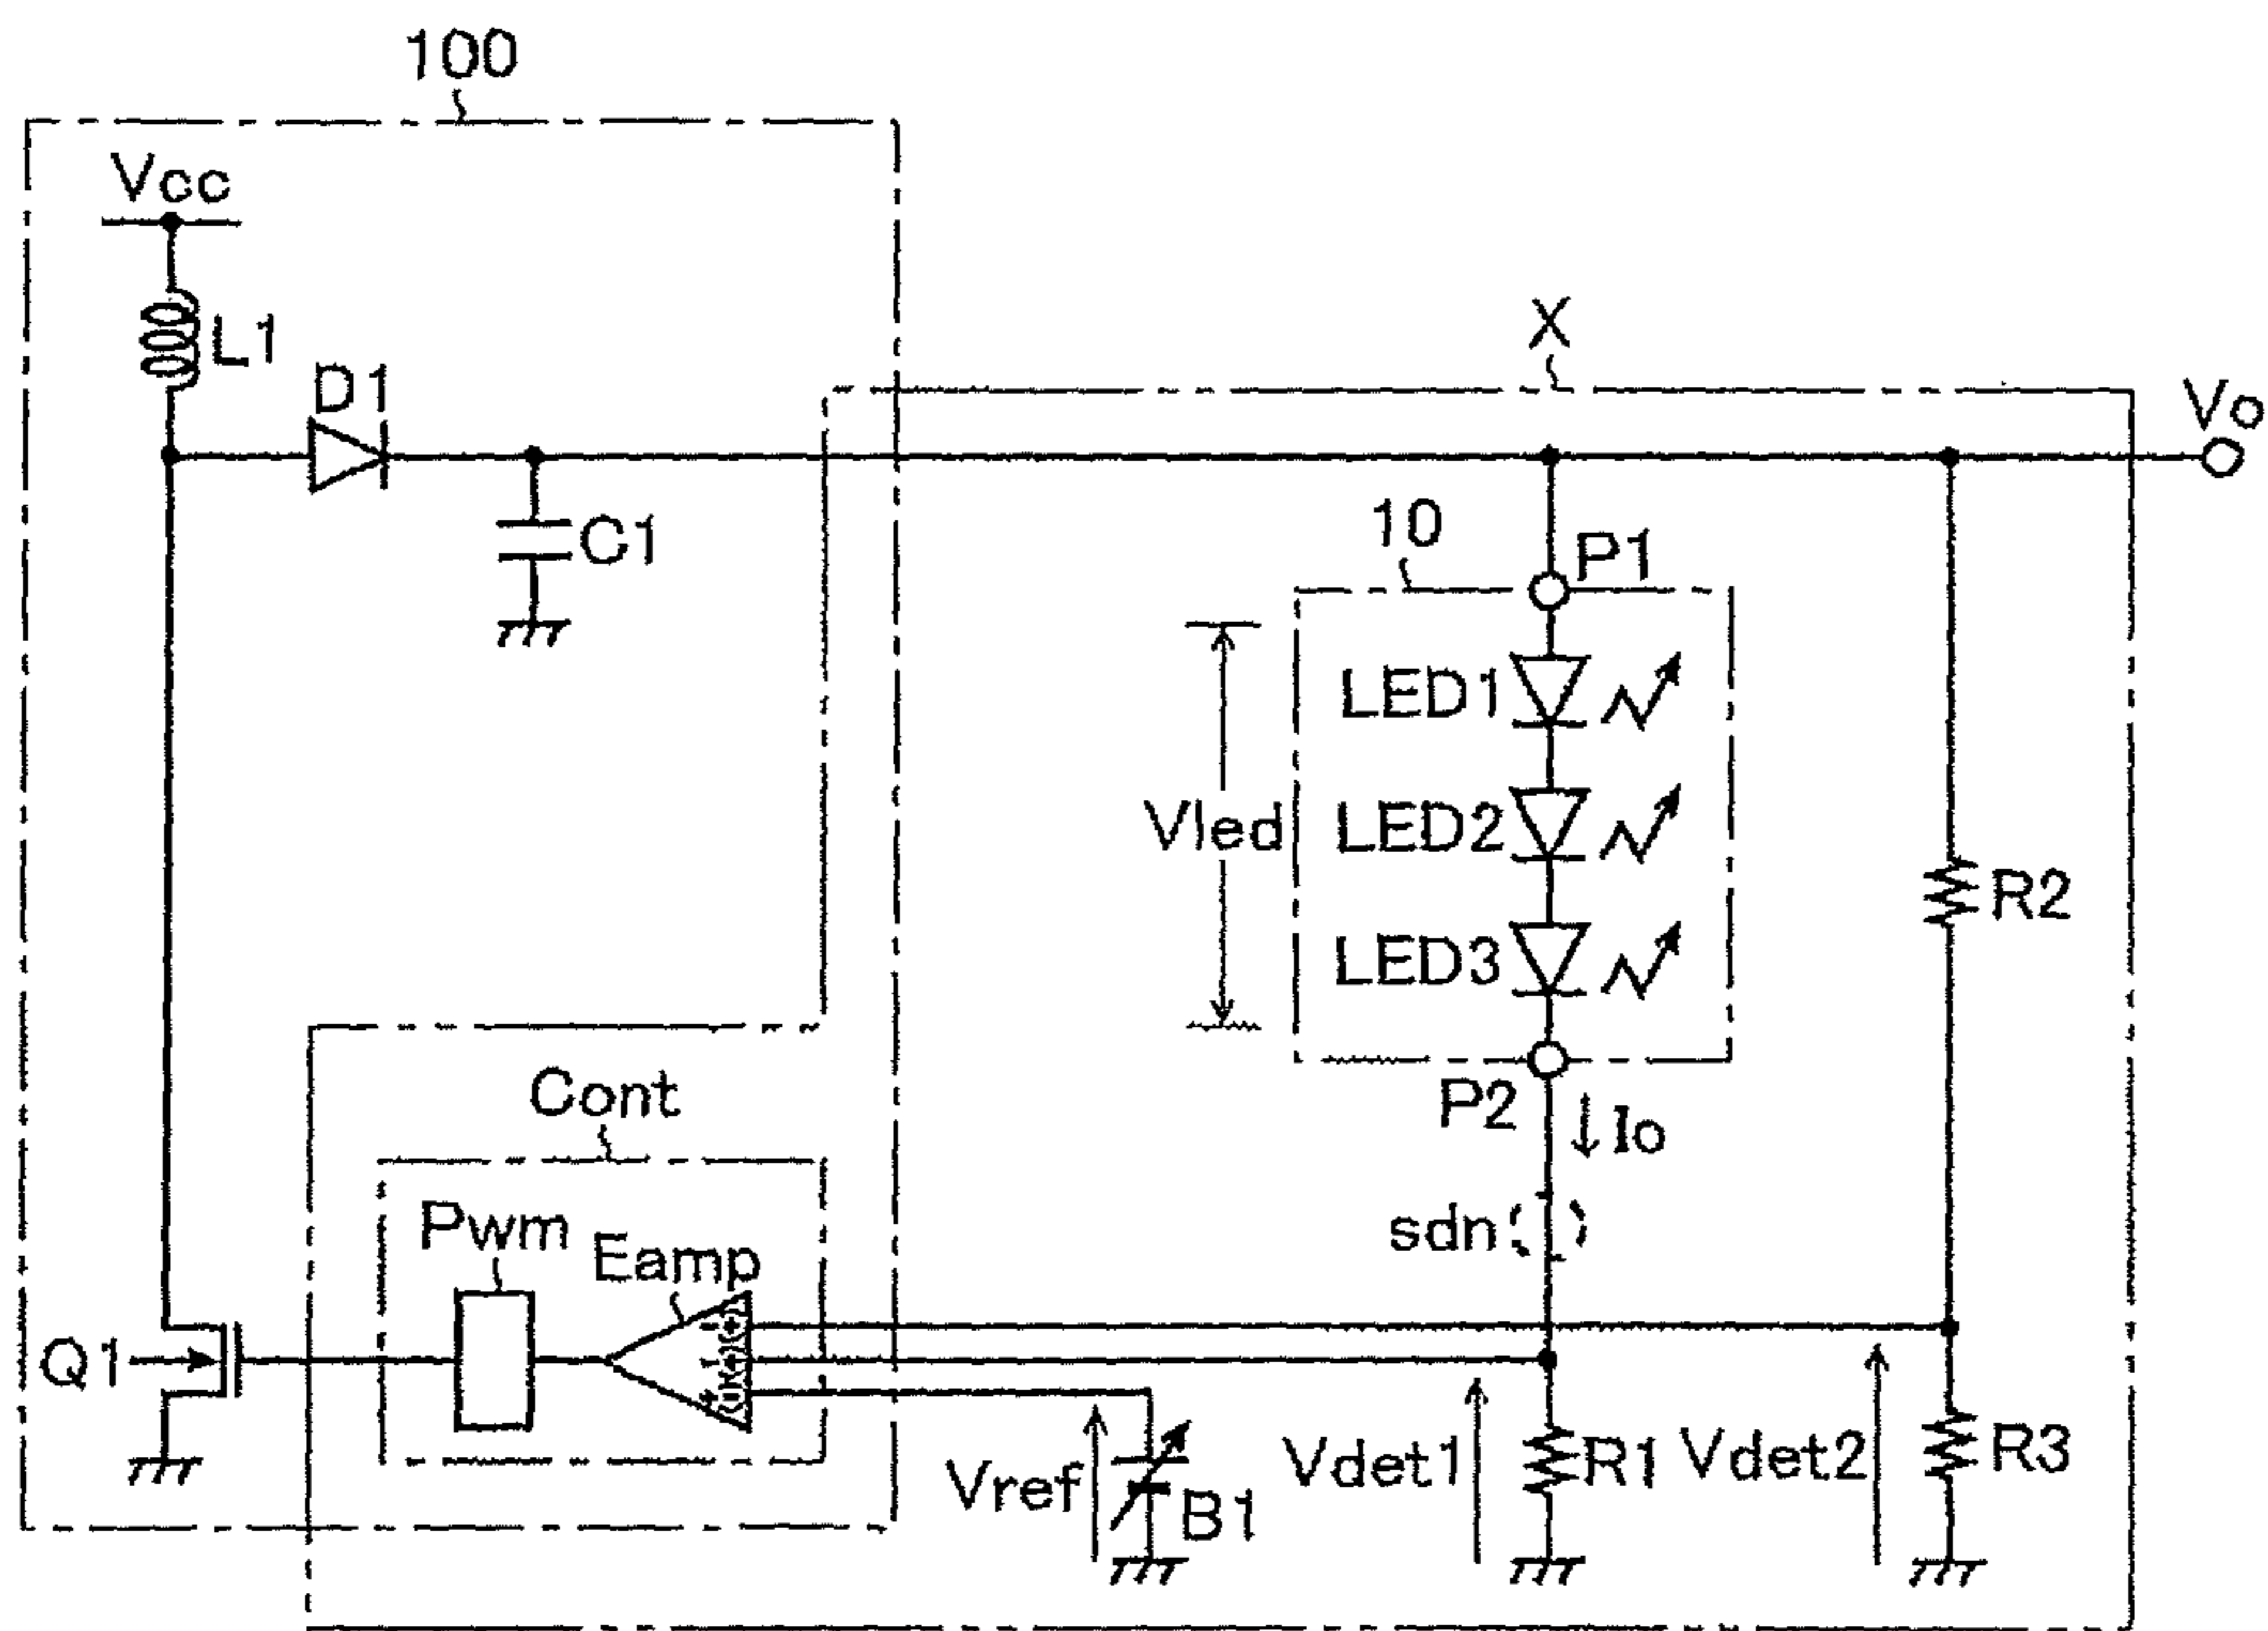 100
Vcc
L1
D1
X
Vo
C1
10
P1
LED1
Vled
LED2
R2
LED3
Cont
P2
Io
Pwm
Eamp
sdn
Q1
Vref
B1
Vdet1
R1
Vdet2
R3